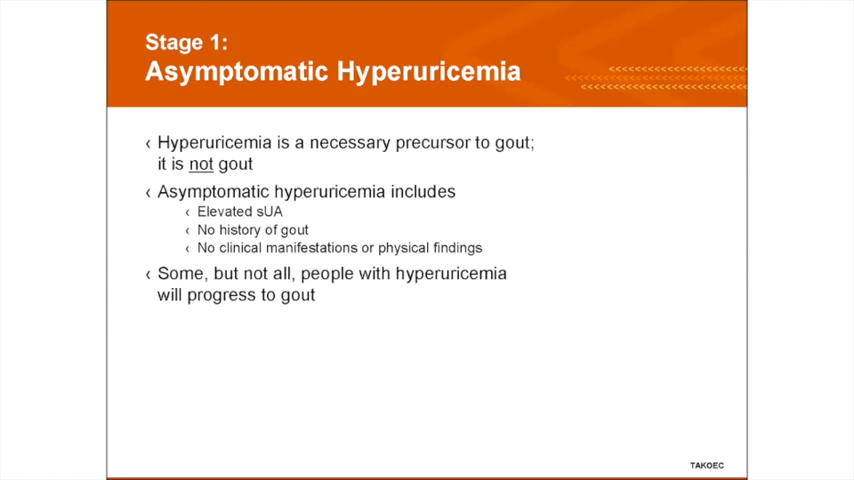 Stage 1:
Asymptomatic Hyperuricemia
‹ Hyperuricemia is a necessary precursor to gout;
it is not gout
‹ Asymptomatic hyperuricemia includes
‹ Elevated sUA
‹ No history of gout
‹ No clinical manifestations or physical findings
‹ Some, but not all, people with hyperuricemia
will progress to gout
TAKOEC